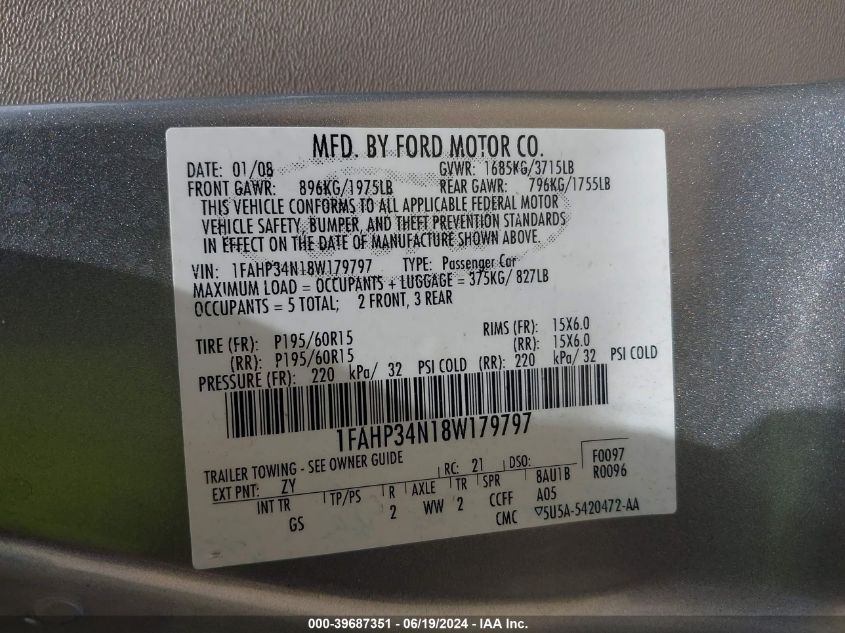 MFD. BY FORD MOTOR CO.
DATE: 01/08 GVWR: 1685KG/3715LB
FRONT GAWR: 896KG/1975LB REAR GAWR: 796KG/1755LB
THIS VEHICLE CONFORMS TO ALL APPLICABLE FEDERAL MOTOR
VEHICLE SAFETY, BUMPER, AND THEFT PREVENTION STANDARDS
IN EFFECT ON THE DATE OF MANUFACTURE SHOWN ABOVE.
VIN: 1FAHP34N18W179797 TYPE: Passenger Car
MAXIMUM LOAD = OCCUPANTS + LUGGAGE = 375KG/ 827LB
OCCUPANTS = 5 TOTAL; 2 FRONT, 3 REAR
TIRE (FR): P195/60R15 RIMS (FR): 15X6.0
(RR): P195/60R15 (RR): 15X6.0
PRESSURE (FR): 220 kPa/ 32 PSI COLD (RR): 220 kPa/ 32 PSI COLD
1FAHP34N18W179797
TRAILER TOWING - SEE OWNER GUIDE
RC: 21 DSO: F0097
EXT PNT: ZY R0096
INT TR TP/PS R AXLE TR SPR 8AU1B
GS 2 WW 2 CCFF A05
CMC ▽5U5A-5420472-AA
000-39687351 / 06/19/2024 - IAA Inc.